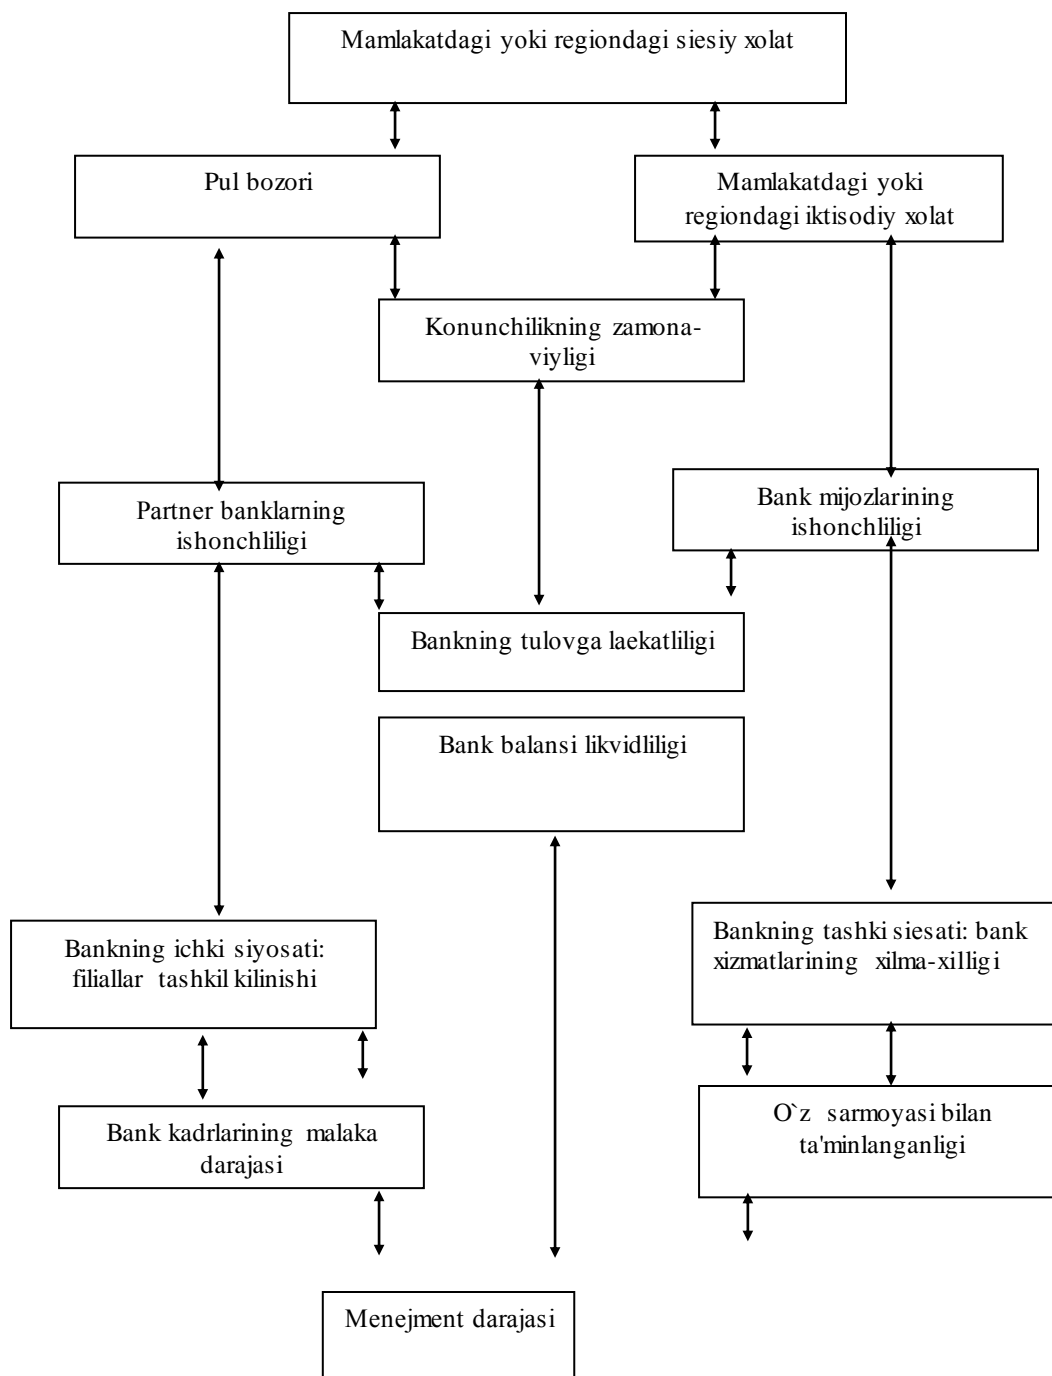 Mamlakatdagi yoki regiondagi siesiy xolat
Pul bozori
Mamlakatdagi yoki
regiondagi iktisodiy xolat
Konunchilikning zamona-
viyligi
Partner banklarning
ishonchliligi
Bank mijozlarining
ishonchliligi
Bankning tulovga laekatliligi
Bank balansi likvidliligi
Bankning ichki siyosati:
filiallar tashkil kilinishi
Bankning tashki siesati: bank
xizmatlarining xilma-xilligi
Bank kadrlarining malaka
darajasi
O`z sarmoyasi bilan
ta'minlanganligi
Menejment darajasi